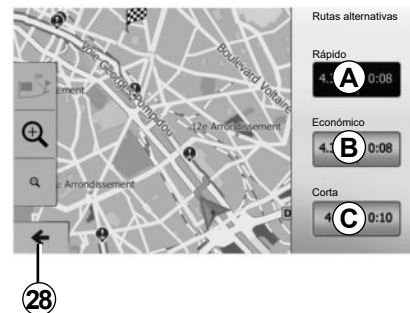 Rutas alternativas
Rápido
A 0:08
Económico
B 0:08
Corta
C 0:10
Voie Georges Pompidou
Boulevard Voltaire
12e Arrondissement
Arrondissement
D
28